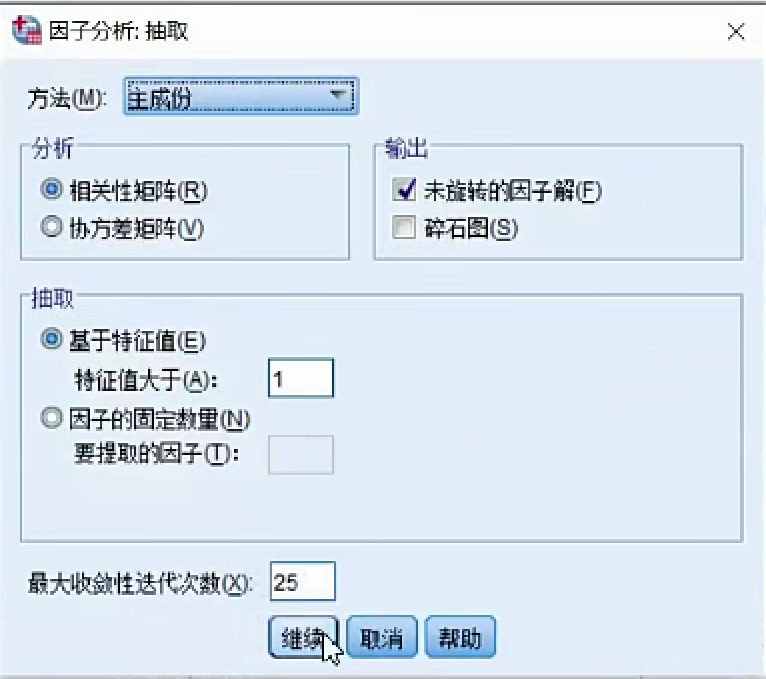 因子分析: 抽取
方法(M): 主成份
分析
相关性矩阵(R)
协方差矩阵(V)
输出
未旋转的因子解(F)
碎石图(S)
抽取
基于特征值(E)
特征值大于(A): 1
因子的固定数量(N)
要提取的因子(T):
最大收敛性迭代次数(X): 25
继续 取消 帮助